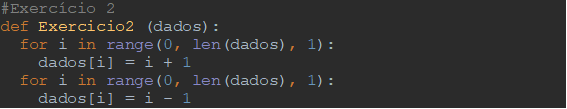 #Exercício 2
def Exercicio2 (dados):
  for i in range(0, len(dados), 1):
    dados[i] = i + 1
  for i in range(0, len(dados), 1):
    dados[i] = i - 1